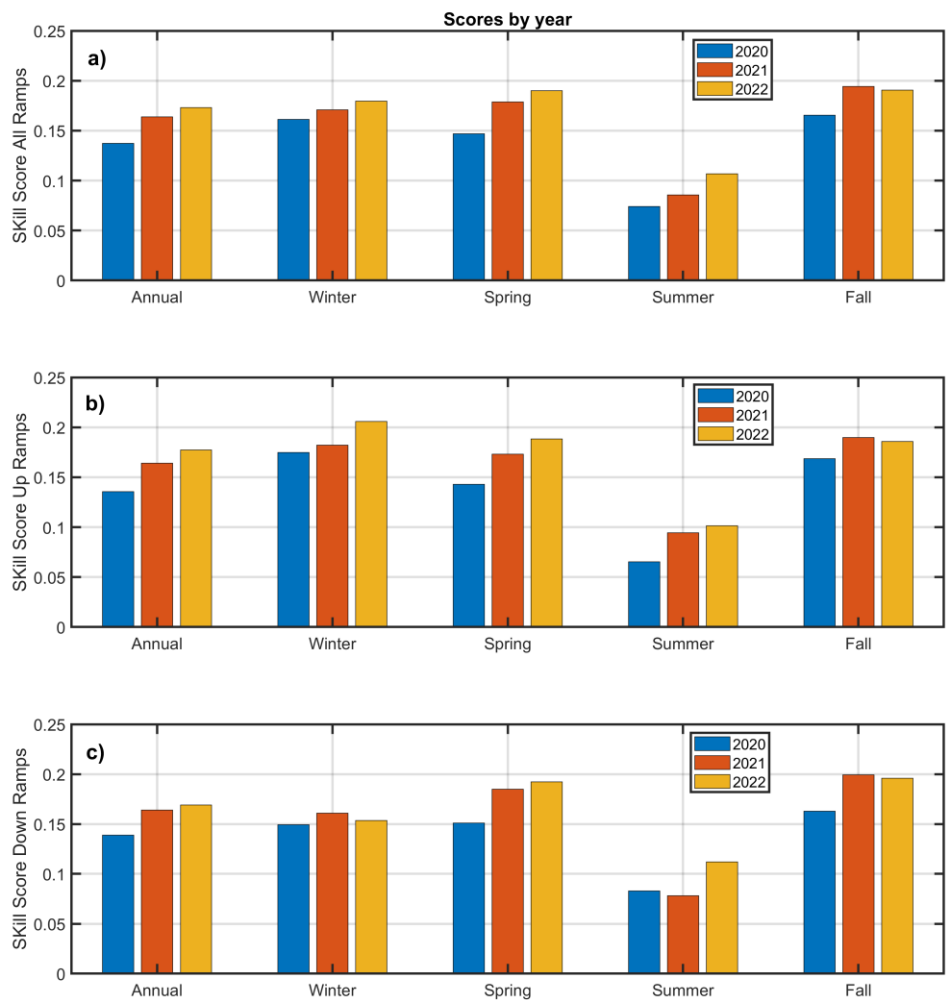 Scores by year
a)
SKill Score All Ramps
0.25
0.2
0.15
0.1
0.05
0
2020
2021
2022
Annual
Winter
Spring
Summer
Fall
b)
SKill Score Up Ramps
0.25
0.2
0.15
0.1
0.05
0
2020
2021
2022
Annual
Winter
Spring
Summer
Fall
c)
SKill Score Down Ramps
0.25
0.2
0.15
0.1
0.05
0
2020
2021
2022
Annual
Winter
Spring
Summer
Fall